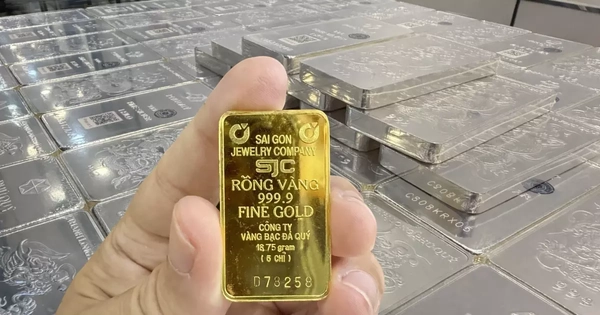 SAI GON
JEWELRY COMPANY
SJC
RỒNG VÀNG
999.9
FINE GOLD
CÔNG TY
VÀNG BẠC ĐÁ QUÝ
18,75 gram
( 5 CHỈ )
D73258